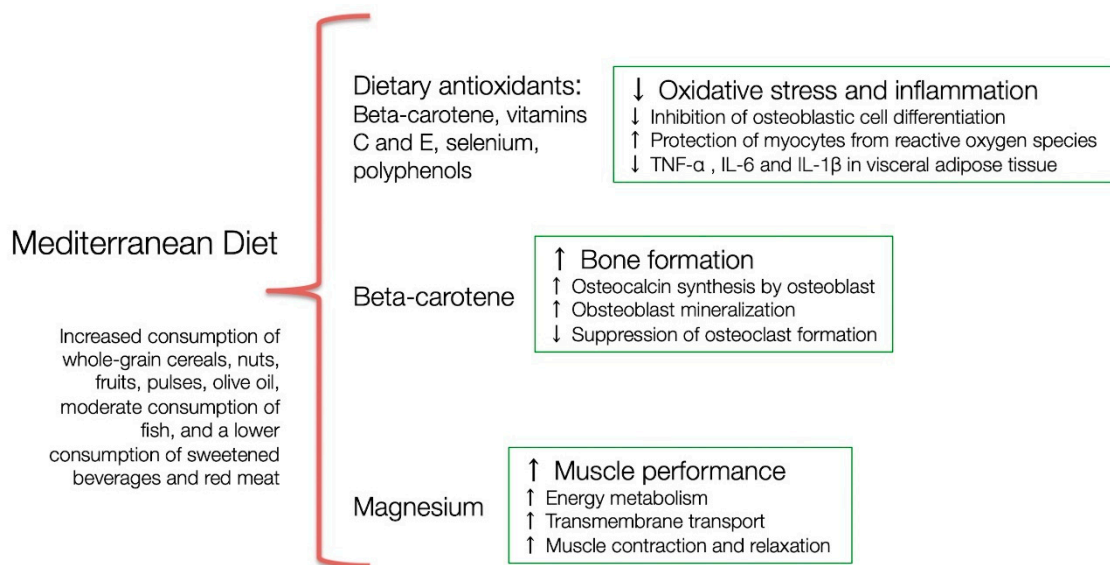 Mediterranean Diet
Increased consumption of
whole-grain cereals, nuts,
fruits, pulses, olive oil,
moderate consumption of
fish, and a lower
consumption of sweetened
beverages and red meat
Dietary antioxidants:
Beta-carotene, vitamins
C and E, selenium,
polyphenols
↓ Oxidative stress and inflammation
↓ Inhibition of osteoblastic cell differentiation
↑ Protection of myocytes from reactive oxygen species
↓ TNF-α , IL-6 and IL-1β in visceral adipose tissue
Beta-carotene
↑ Bone formation
↑ Osteocalcin synthesis by osteoblast
↑ Obsteoblast mineralization
↓ Suppression of osteoclast formation
Magnesium
↑ Muscle performance
↑ Energy metabolism
↑ Transmembrane transport
↑ Muscle contraction and relaxation